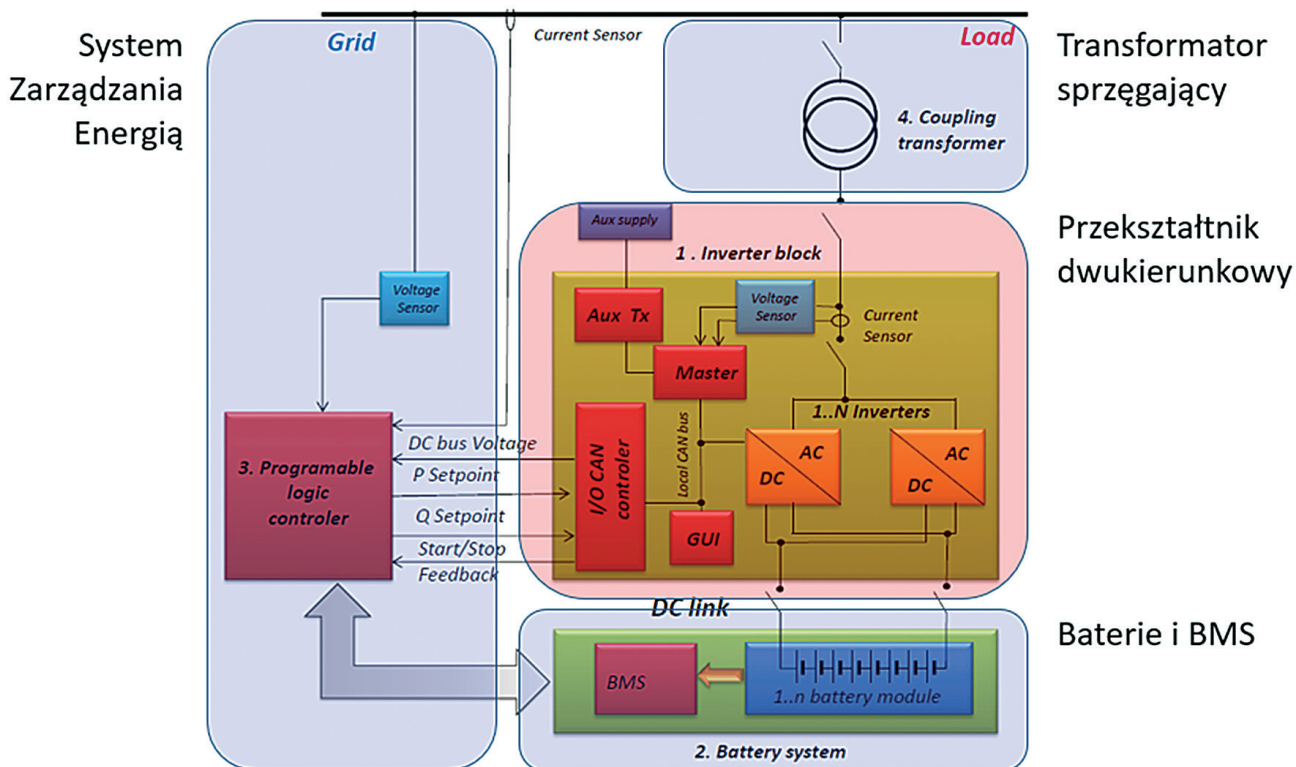 System
Zarządzania
Energią
Grid
Current Sensor
Load
Transformator
sprzęgający
4. Coupling
transformer
Aux supply
1 . Inverter block
Przekształtnik
dwukierunkowy
Voltage
Sensor
Aux Tx
Voltage
Sensor
Current
Sensor
Master
1..N Inverters
3. Programable
logic
controler
DC bus Voltage
P Setpoint
Q Setpoint
Start/Stop
Feedback
I/O CAN
controler
Local CAN bus
GUI
AC
DC
AC
DC
DC link
Baterie i BMS
BMS
1..n battery module
2. Battery system